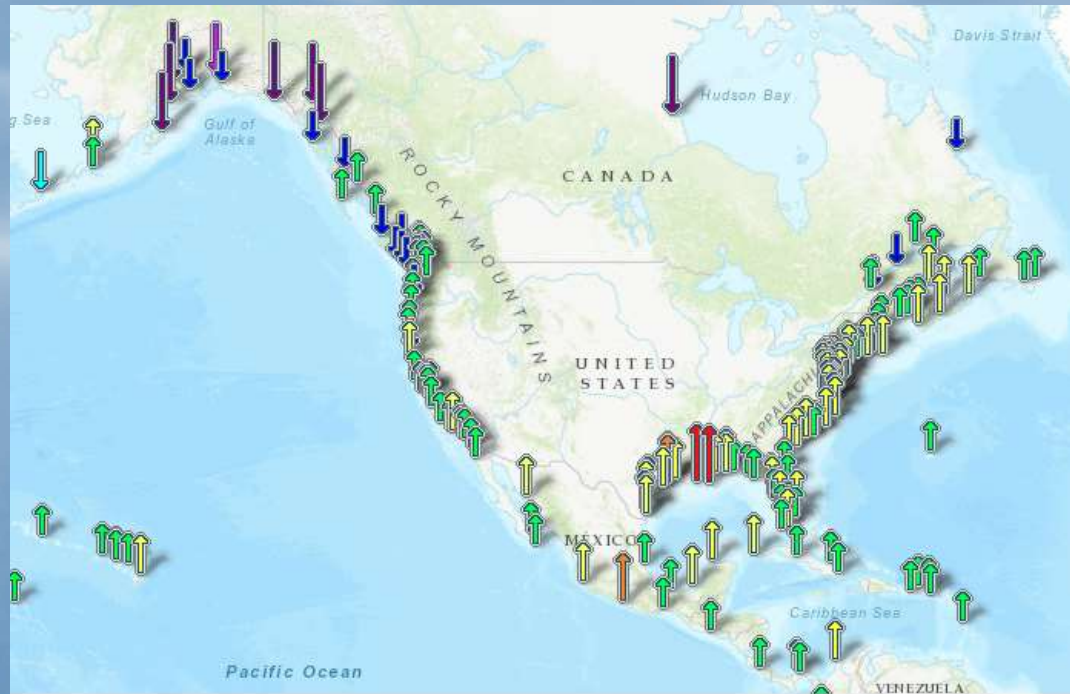 Davis Strait
Hudson Bay
g Sea
Gulf of
Alaska
CANADA
ROCKY MOUNTAINS
UNITED
STATES
APPALACHI
MÉXICO
Caribbean Sea
Pacific Ocean
VENEZUELA